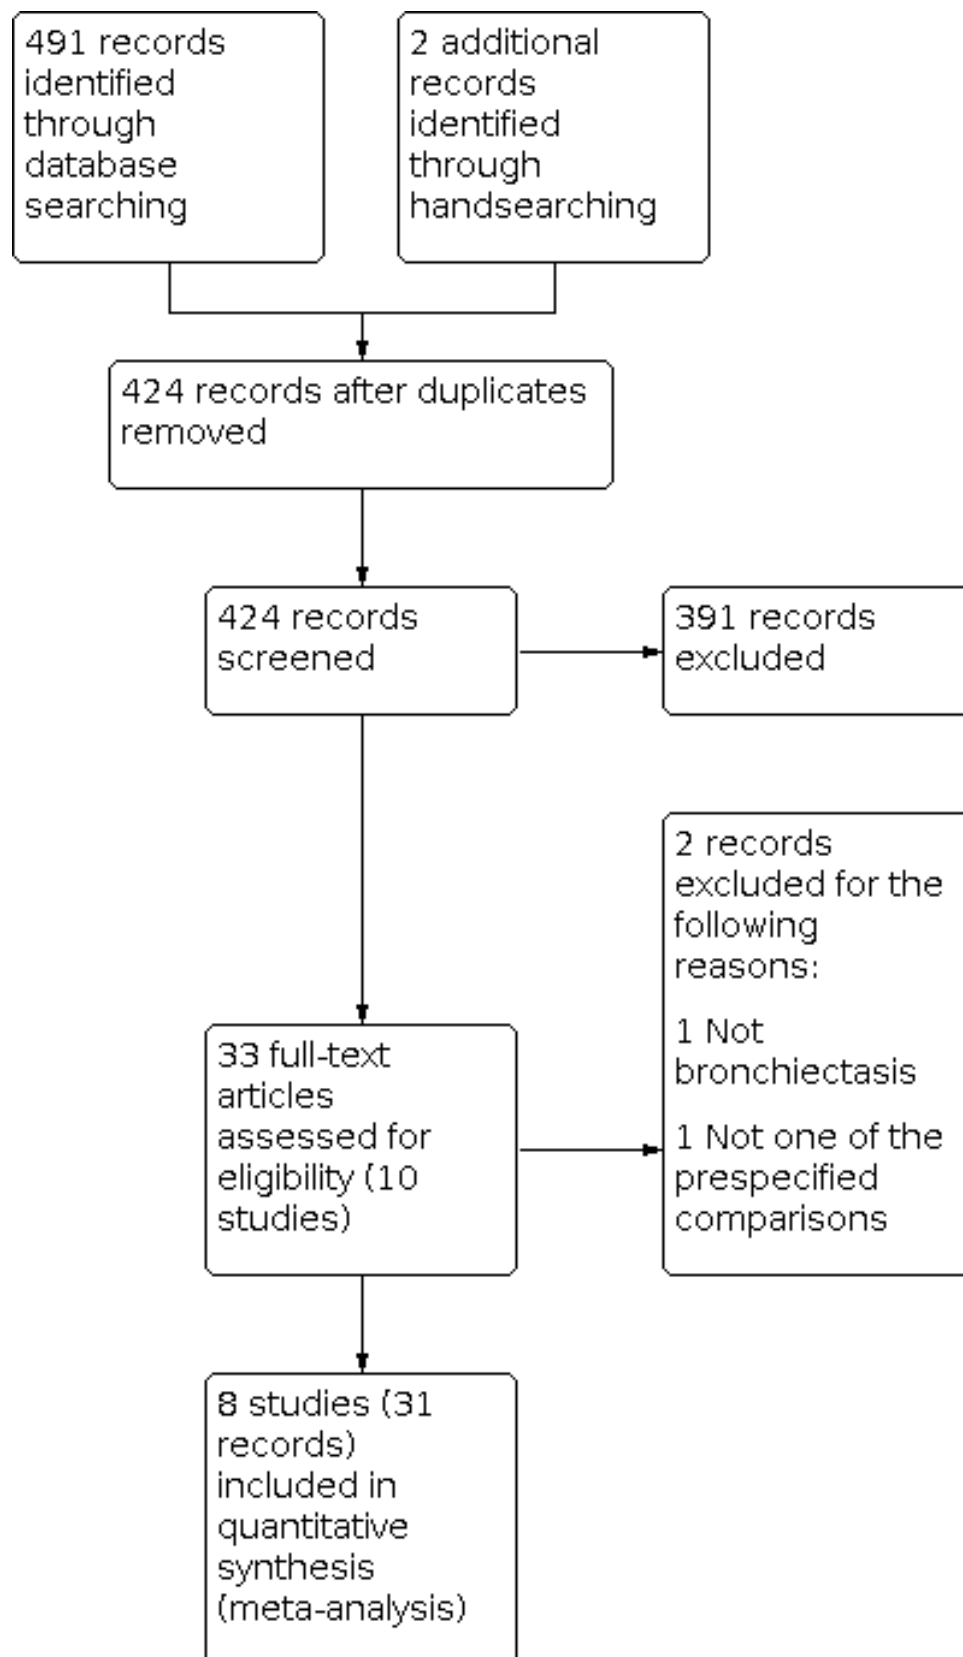 491 records
identified
through
database
searching
2 additional
records
identified
through
handsearching
424 records after duplicates
removed
424 records
screened
391 records
excluded
2 records
excluded for the
following
reasons:
1 Not
bronchiectasis
1 Not one of the
prespecified
comparisons
33 full-text
articles
assessed for
eligibility (10
studies)
8 studies (31
records)
included in
quantitative
synthesis
(meta-analysis)